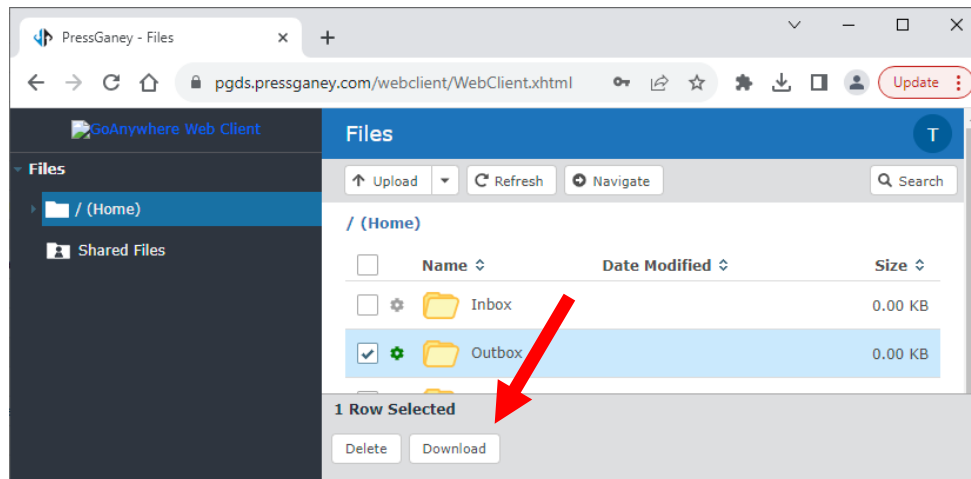 PressGaney - Files
pgds.pressganey.com/webclient/WebClient.xhtml
Update
GoAnywhere Web Client
Files
T
Files
/ (Home)
Shared Files
Upload Refresh Navigate Search
/ (Home)
Name Date Modified Size
Inbox 0.00 KB
Outbox 0.00 KB
1 Row Selected
Delete Download